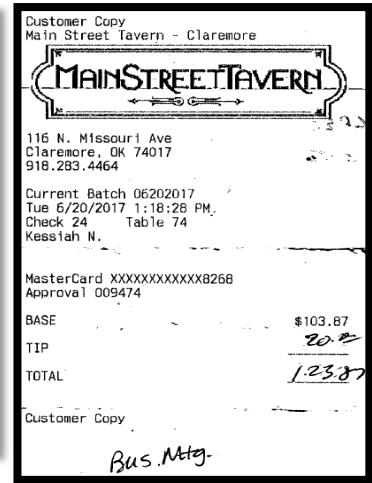 Customer Copy
Main Street Tavern - Claremore
MAINSTREETTAVERN
116 N. Missouri Ave
Claremore, OK 74017
918.283.4464
Current Batch 06202017
Tue 6/20/2017 1:18:28 PM
Check 24 Table 74
Kessiah N.
MasterCard XXXXXXXXXXXX8268
Approval 009474
BASE $103.87
TIP 20.00
TOTAL 123.87
Customer Copy
Bus. Mtg.